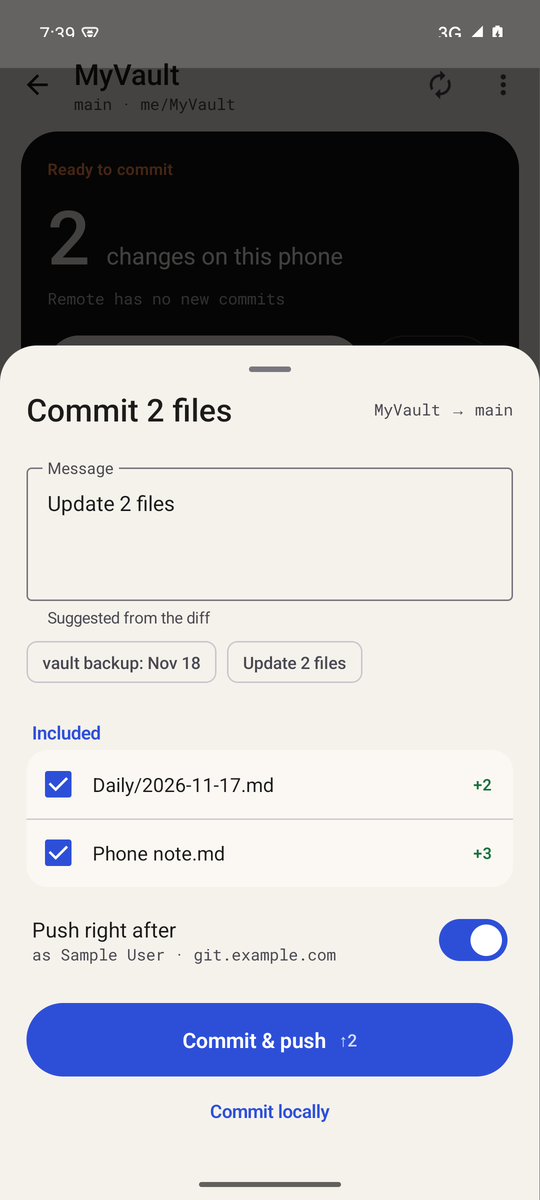 7:39
3G
MyVault
main · me/MyVault
Ready to commit
2 changes on this phone
Remote has no new commits
Commit 2 files
MyVault → main
Message
Update 2 files
Suggested from the diff
vault backup: Nov 18
Update 2 files
Included
Daily/2026-11-17.md +2
Phone note.md +3
Push right after
as Sample User · git.example.com
Commit & push ↑2
Commit locally